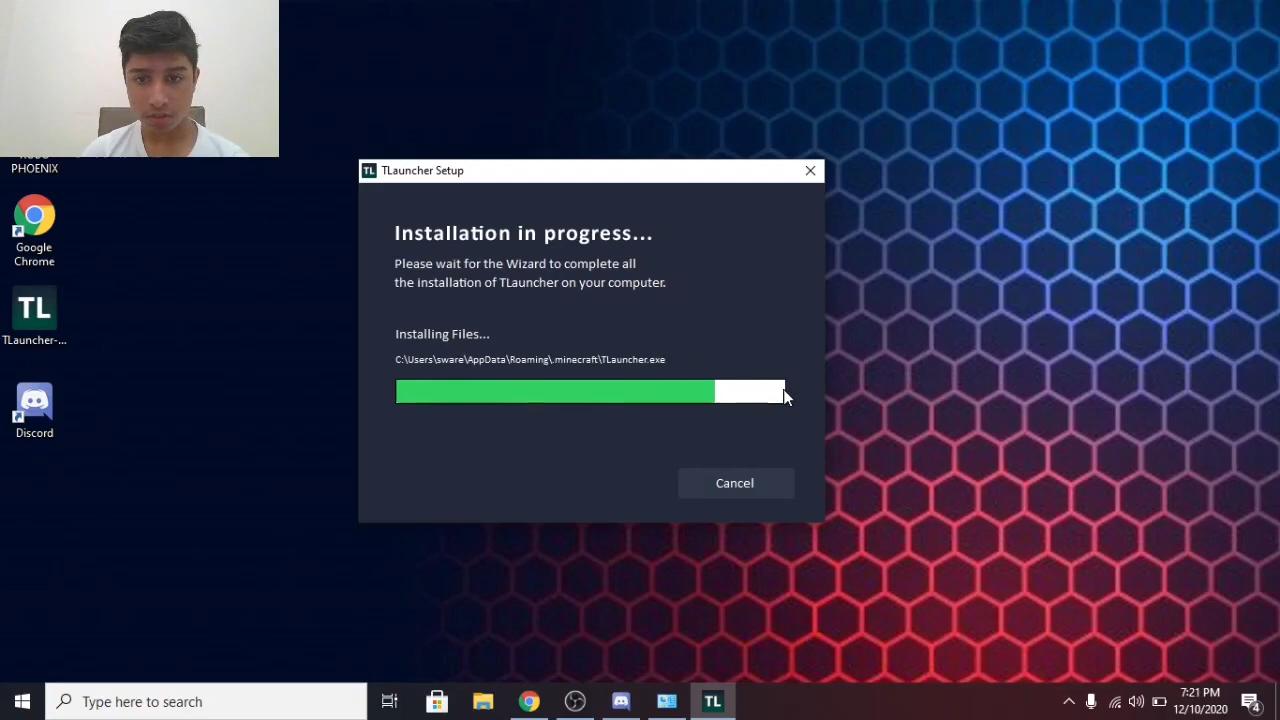 PHOENIX
Google
Chrome
TL
TLauncher-...
Discord
TL TLauncher Setup
Installation in progress...
Please wait for the Wizard to complete all
the installation of TLauncher on your computer.
Installing Files...
C:\Users\sware\AppData\Roaming\.minecraft\TLauncher.exe
Cancel
Type here to search
TL
7:21 PM
12/10/2020
4